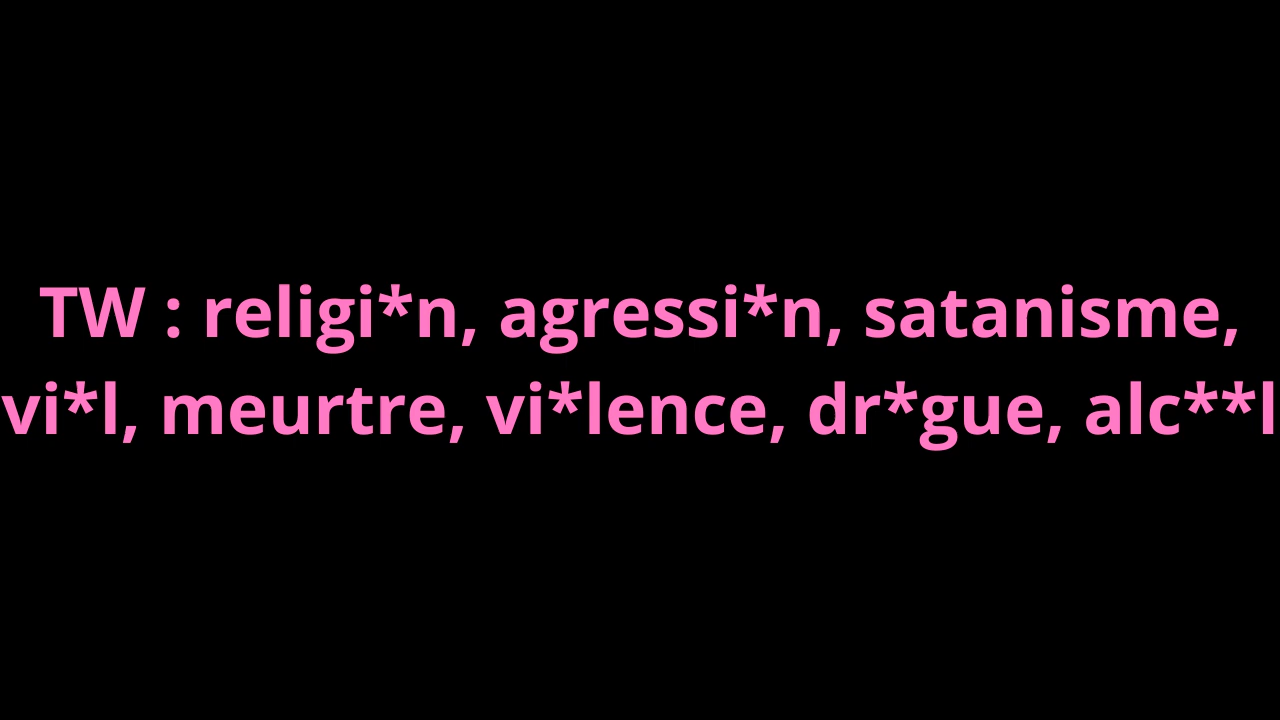 TW : religi*n, agressi*n, satanisme,
vi*l, meurtre, vi*lence, dr*gue, alc**l